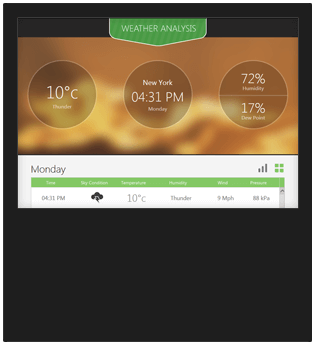 WEATHER ANALYSIS
10°c
Thunder
New York
04:31 PM
Monday
72%
Humidity
17%
Dew Point
Monday
Time Sky Condition Temperature Humidity Wind Pressure
04:31 PM 10°c Thunder 9 Mph 88 kPa